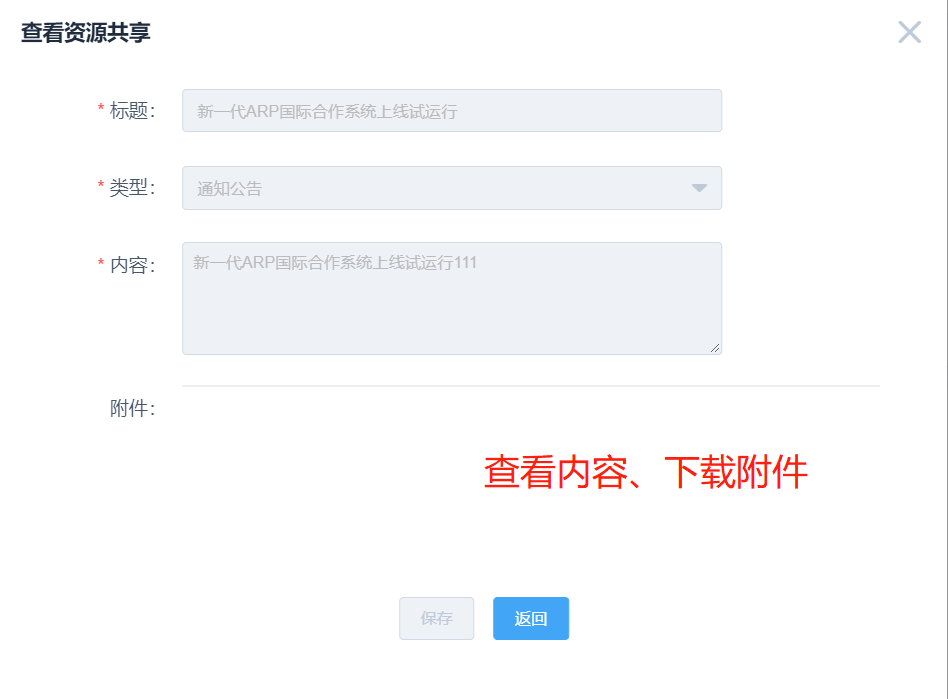 查看资源共享
* 标题：
新一代ARP国际合作系统上线试运行
* 类型：
通知公告
* 内容：
新一代ARP国际合作系统上线试运行111
附件：
查看内容、下载附件
保存 返回